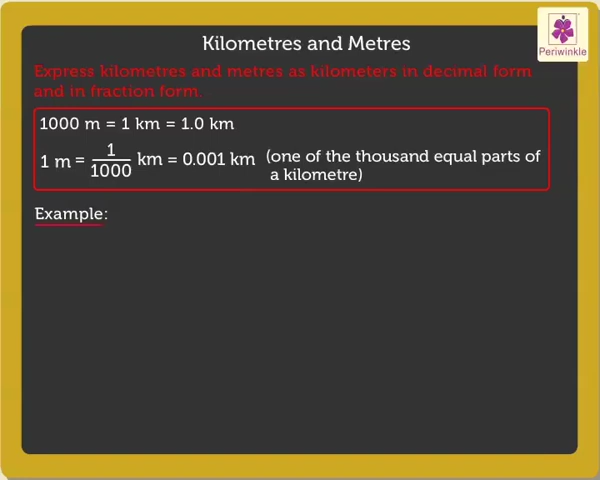 Kilometres and Metres
Periwinkle
Express kilometres and metres as kilometers in decimal form
and in fraction form.
1000 m = 1 km = 1.0 km
1 m = 1/1000 km = 0.001 km (one of the thousand equal parts of
a kilometre)
Example: